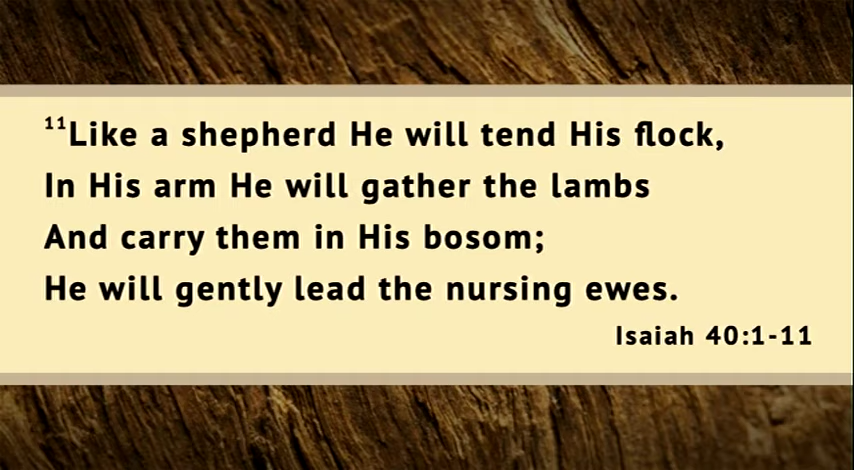 ¹¹Like a shepherd He will tend His flock,
In His arm He will gather the lambs
And carry them in His bosom;
He will gently lead the nursing ewes.
Isaiah 40:1-11